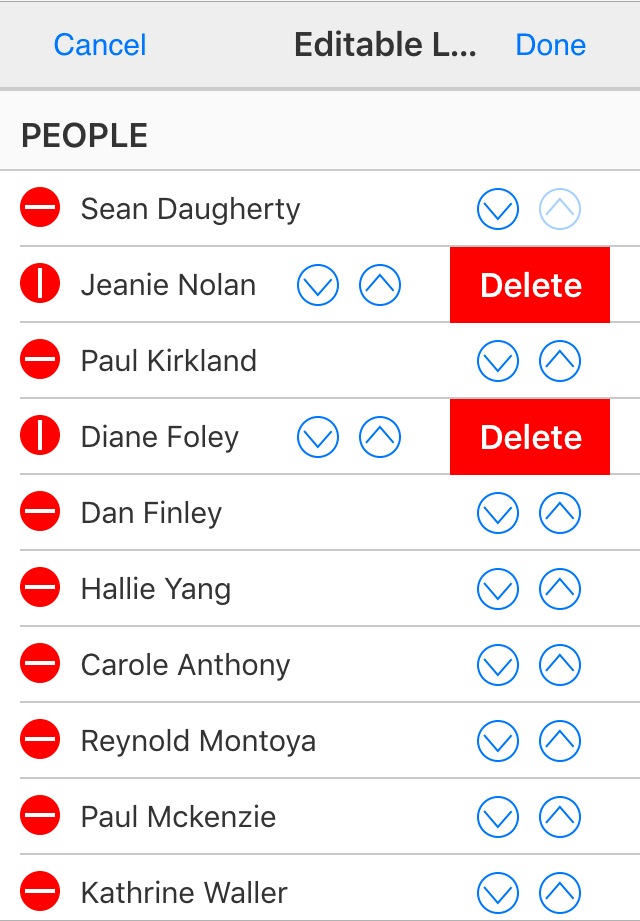 Cancel Editable L... Done
PEOPLE
Sean Daugherty
Jeanie Nolan Delete
Paul Kirkland
Diane Foley Delete
Dan Finley
Hallie Yang
Carole Anthony
Reynold Montoya
Paul Mckenzie
Kathrine Waller